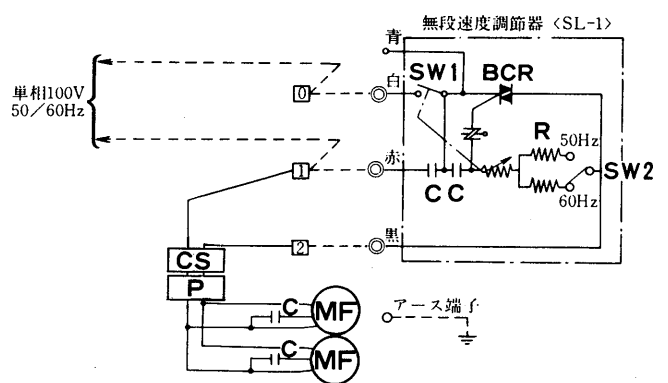 無段速度調節器〈SL-1〉
青
単相100V
50/60Hz
0
白
SW1
BCR
R
50Hz
60Hz
SW2
1
赤
C C
2
黒
CS
P
C
MF
C
MF
アース端子